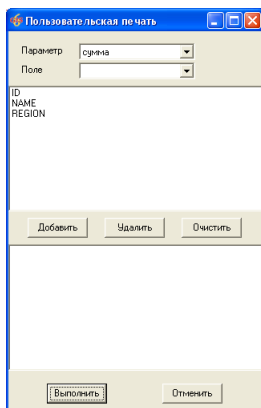 Пользовательская печать
Параметр сумма
Поле
ID
NAME
REGION
Добавить Удалить Очистить
Выполнить Отменить